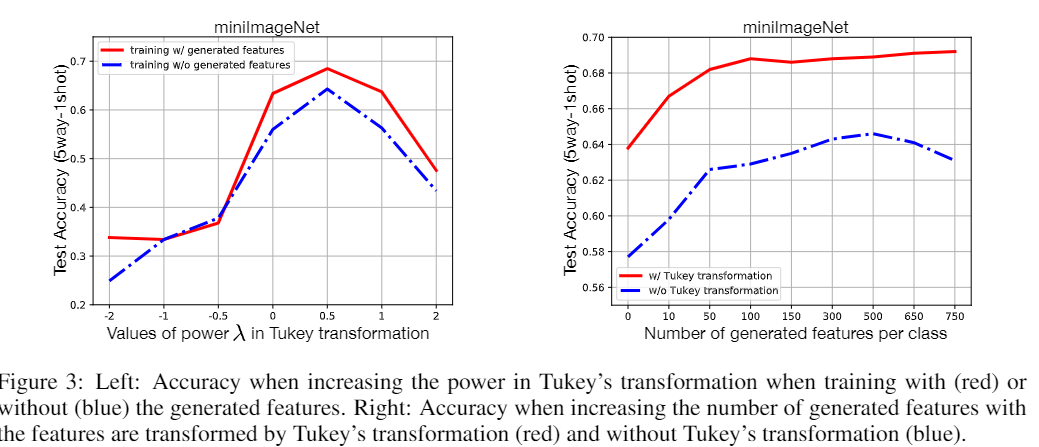 miniImageNet
training w/ generated features
training w/o generated features
Test Accuracy (5way-1shot)
0.7
0.6
0.5
0.4
0.3
0.2
-2 -1 -0.5 0 0.5 1 2
Values of power λ in Tukey transformation
miniImageNet
Test Accuracy (5way-1shot)
0.70
0.68
0.66
0.64
0.62
0.60
0.58
0.56
w/ Tukey transformation
w/o Tukey transformation
0 10 50 100 150 300 500 650 750
Number of generated features per class
Figure 3: Left: Accuracy when increasing the power in Tukey's transformation when training with (red) or
without (blue) the generated features. Right: Accuracy when increasing the number of generated features with
the features are transformed by Tukey's transformation (red) and without Tukey's transformation (blue).